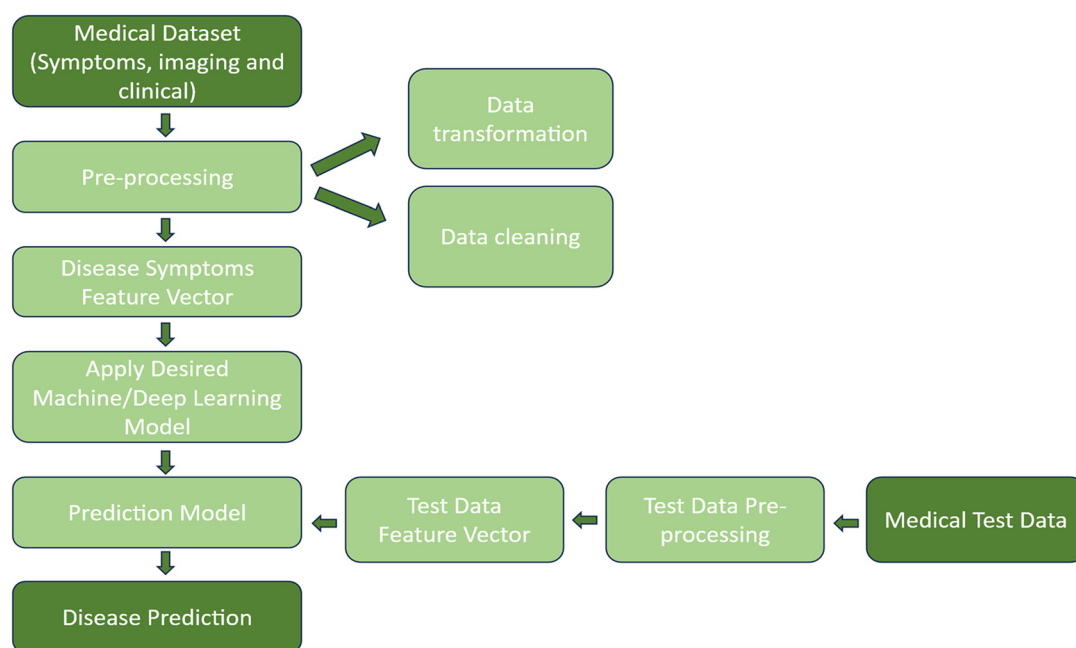 Medical Dataset
(Symptoms, imaging and
clinical)
Data
transformation
Pre-processing
Data cleaning
Disease Symptoms
Feature Vector
Apply Desired
Machine/Deep Learning
Model
Prediction Model
Test Data
Feature Vector
Test Data Pre-
processing
Medical Test Data
Disease Prediction